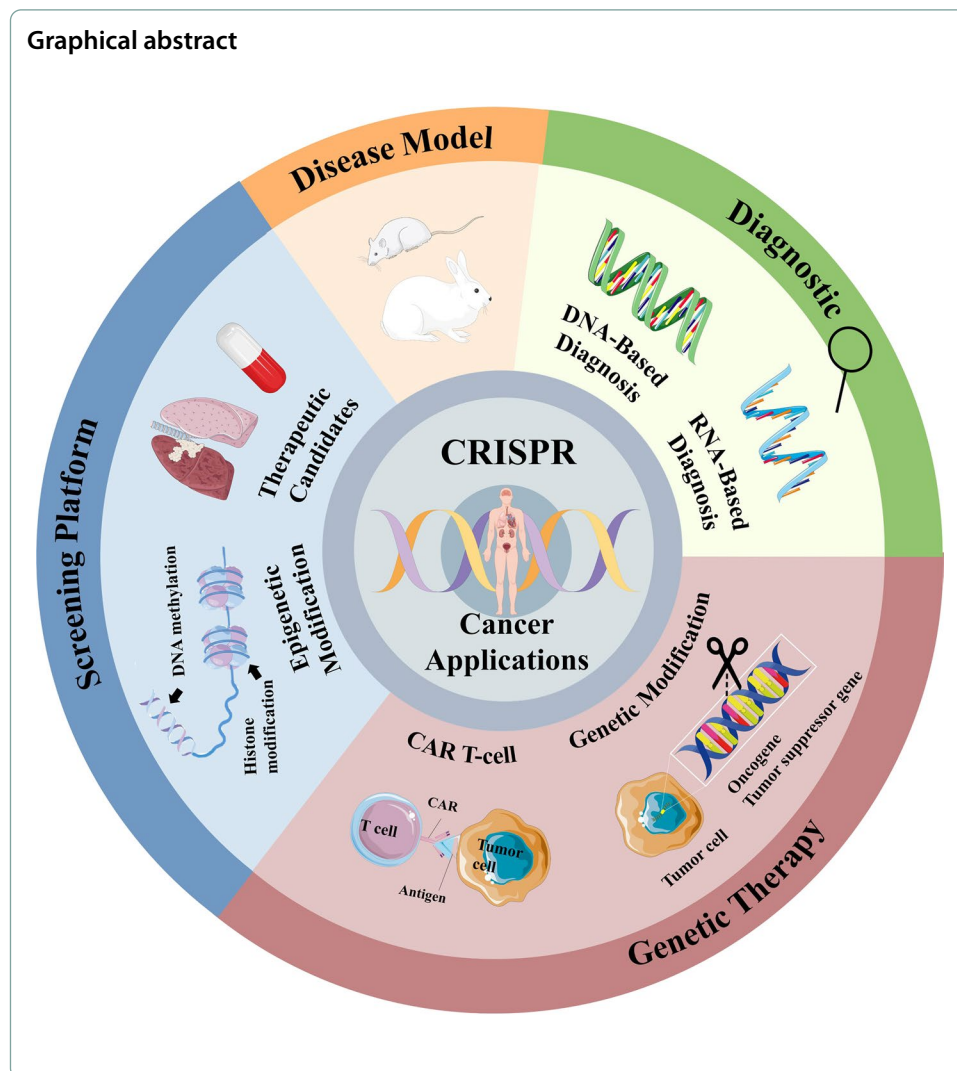 Graphical abstract
Disease Model
Diagnostic
DNA-Based
Diagnosis
RNA-Based
Diagnosis
Screening Platform
Therapeutic
Candidates
Epigenetic
Modification
DNA methylation
Histone
modification
CRISPR
Cancer
Applications
Genetic Modification
Oncogene
Tumor suppressor gene
Tumor cell
CAR T-cell
CAR
T cell
Tumor
cell
Antigen
Genetic Therapy